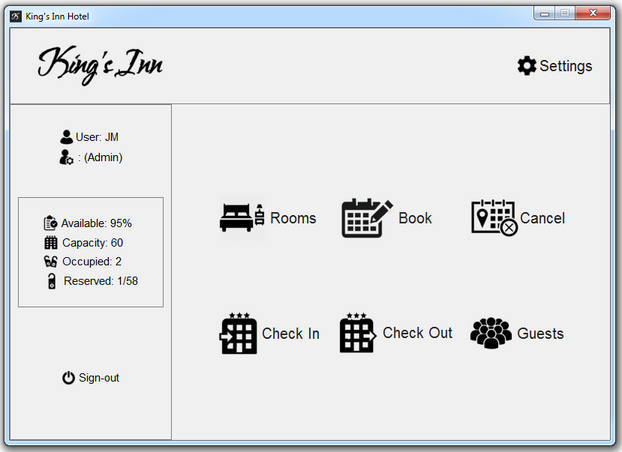 King's Inn Hotel
King's Inn
Settings
User: JM
: (Admin)
Available: 95%
Capacity: 60
Occupied: 2
Reserved: 1/58
Sign-out
Rooms
Book
Cancel
Check In
Check Out
Guests